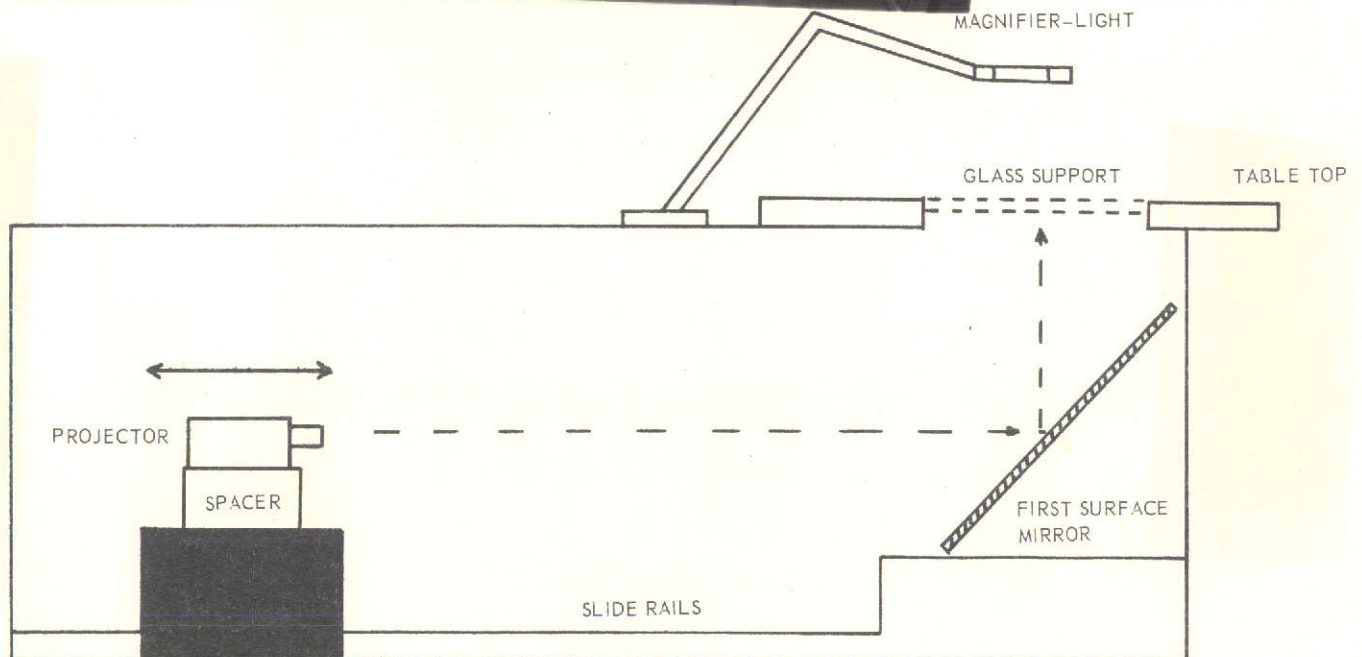 MAGNIFIER-LIGHT
GLASS SUPPORT
TABLE TOP
PROJECTOR
SPACER
FIRST SURFACE
MIRROR
SLIDE RAILS